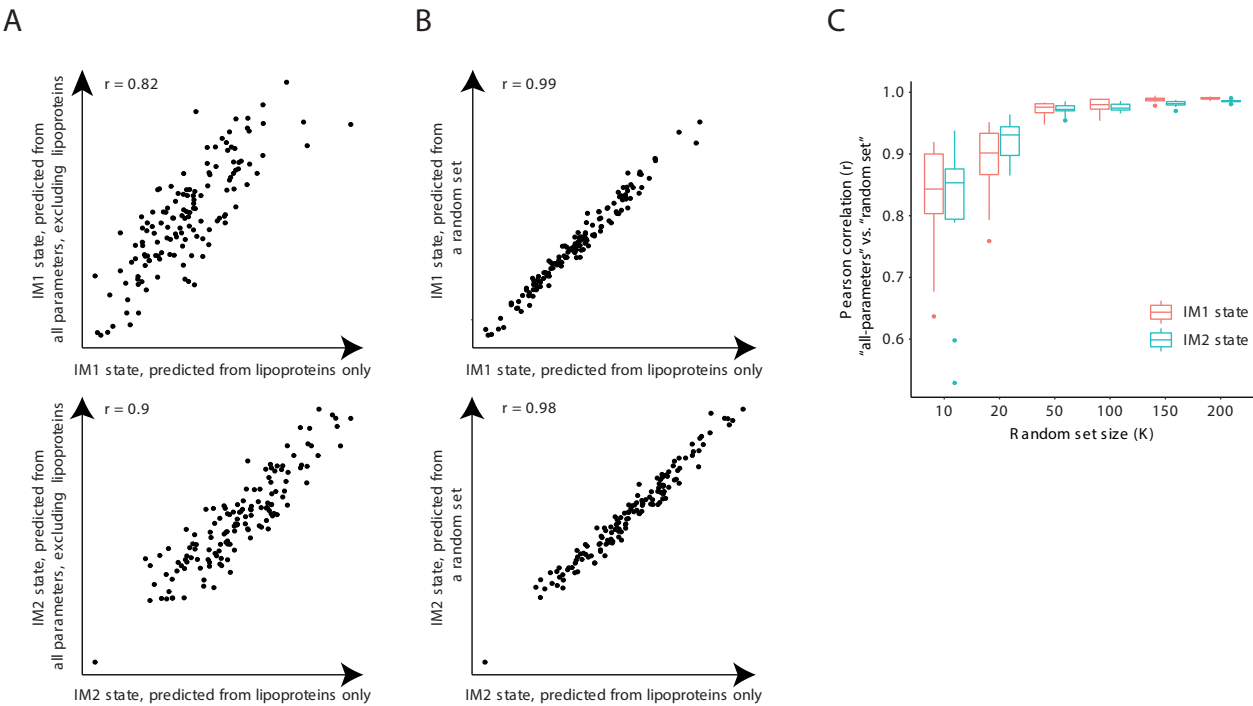 A
B
C
r = 0.82
IM1 state, predicted from
all parameters, excluding lipoproteins
IM1 state, predicted from lipoproteins only
r = 0.99
IM1 state, predicted from
a random set
IM1 state, predicted from lipoproteins only
r = 0.9
IM2 state, predicted from
all parameters, excluding lipoproteins
IM2 state, predicted from lipoproteins only
r = 0.98
IM2 state, predicted from
a random set
IM2 state, predicted from lipoproteins only
Pearson correlation (r)
“all-parameters” vs. “random set”
1.0
0.9
0.8
0.7
0.6
IM1 state
IM2 state
10 20 50 100 150 200
Random set size (K)